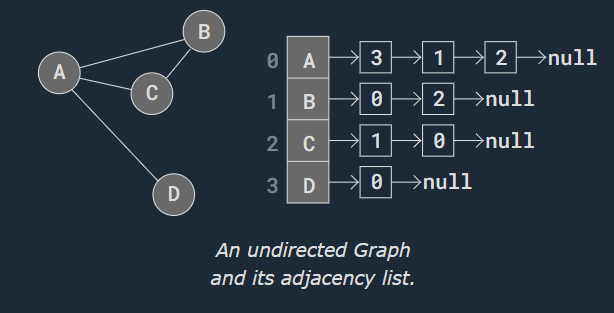 B
A
C
D
0 A 3 1 2 null
1 B 0 2 null
2 C 1 0 null
3 D 0 null
An undirected Graph
and its adjacency list.